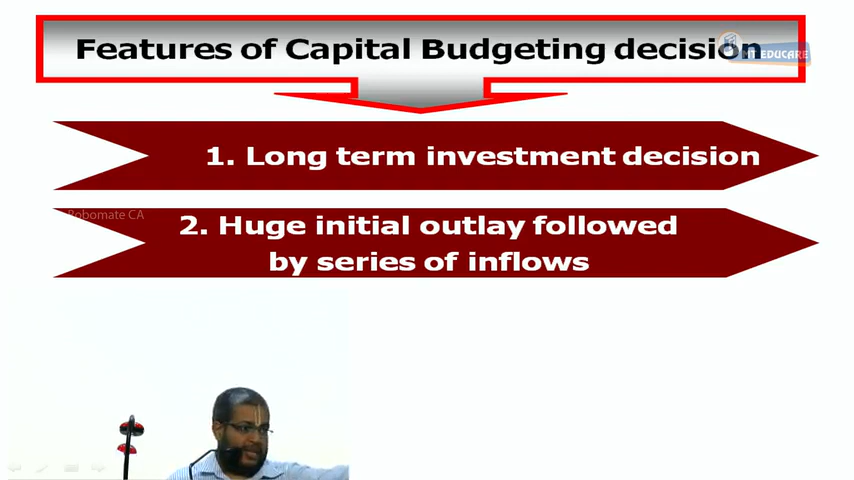 Features of Capital Budgeting decision
MT EDUCARE
1. Long term investment decision
Robomate CA
2. Huge initial outlay followed
by series of inflows